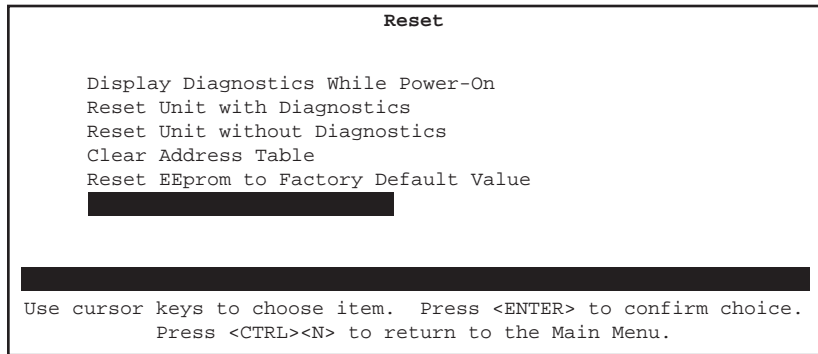 Reset
Display Diagnostics While Power-On
Reset Unit with Diagnostics
Reset Unit without Diagnostics
Clear Address Table
Reset EEprom to Factory Default Value
Use cursor keys to choose item. Press <ENTER> to confirm choice.
Press <CTRL><N> to return to the Main Menu.